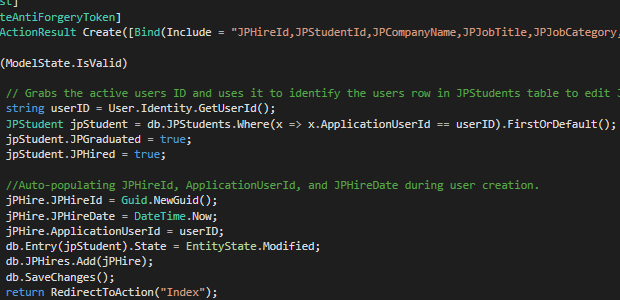 st]
teAntiForgeryToken]
ActionResult Create([Bind(Include = "JPHireId,JPStudentId,JPCompanyName,JPJobTitle,JPJobCategory,
(ModelState.IsValid)
// Grabs the active users ID and uses it to identify the users row in JPStudents table to edit J
string userID = User.Identity.GetUserId();
JPStudent jpStudent = db.JPStudents.Where(x => x.ApplicationUserId == userID).FirstOrDefault();
jpStudent.JPGraduated = true;
jpStudent.JPHired = true;
//Auto-populating JPHireId, ApplicationUserId, and JPHireDate during user creation.
jPHire.JPHireId = Guid.NewGuid();
jPHire.JPHireDate = DateTime.Now;
jPHire.ApplicationUserId = userID;
db.Entry(jpStudent).State = EntityState.Modified;
db.JPHires.Add(jPHire);
db.SaveChanges();
return RedirectToAction("Index");